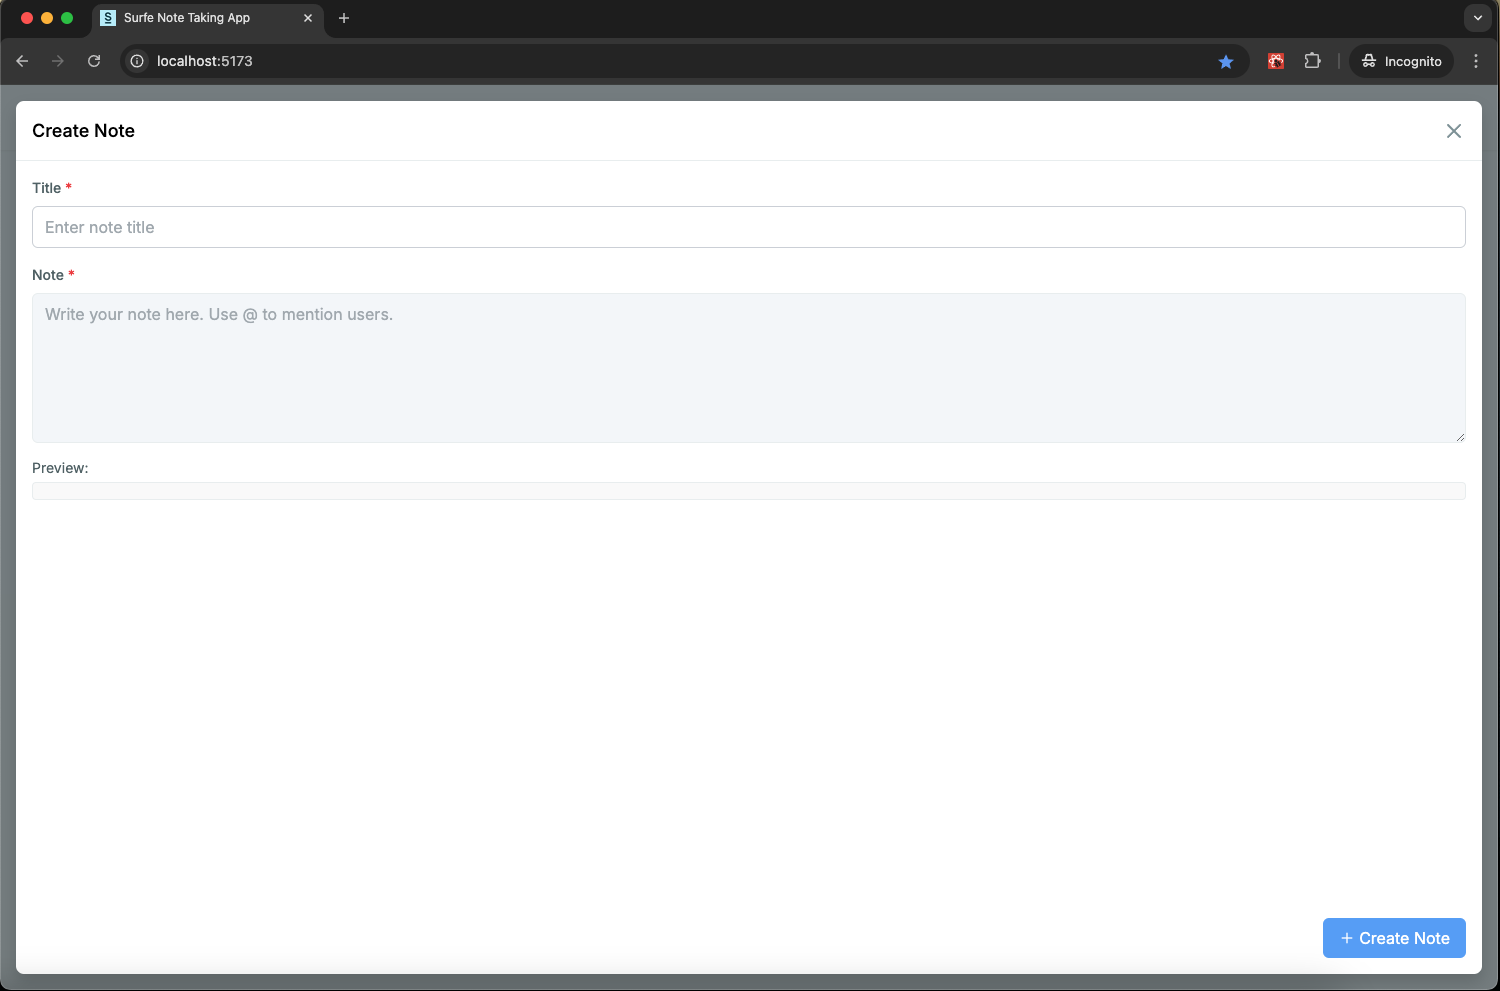 S Surfe Note Taking App
localhost:5173
Incognito
Create Note
Title *
Enter note title
Note *
Write your note here. Use @ to mention users.
Preview:
+ Create Note